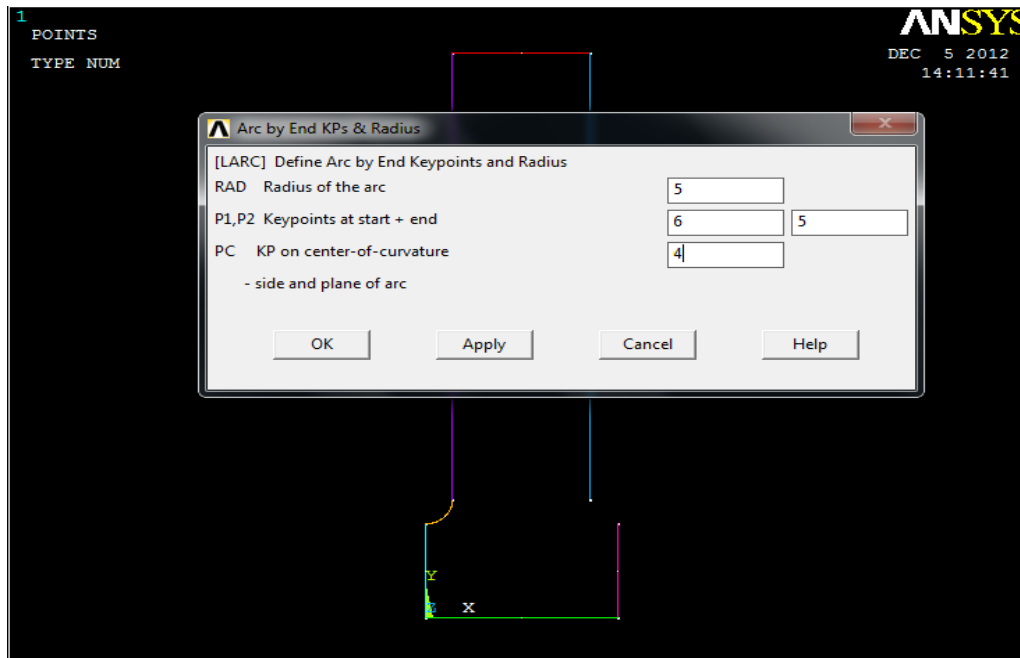 1
POINTS
TYPE NUM
ANSYS
DEC 5 2012
14:11:41
Arc by End KPs & Radius
[LARC] Define Arc by End Keypoints and Radius
RAD Radius of the arc 5
P1,P2 Keypoints at start + end 6 5
PC KP on center-of-curvature 4
- side and plane of arc
OK Apply Cancel Help
Y
Z X